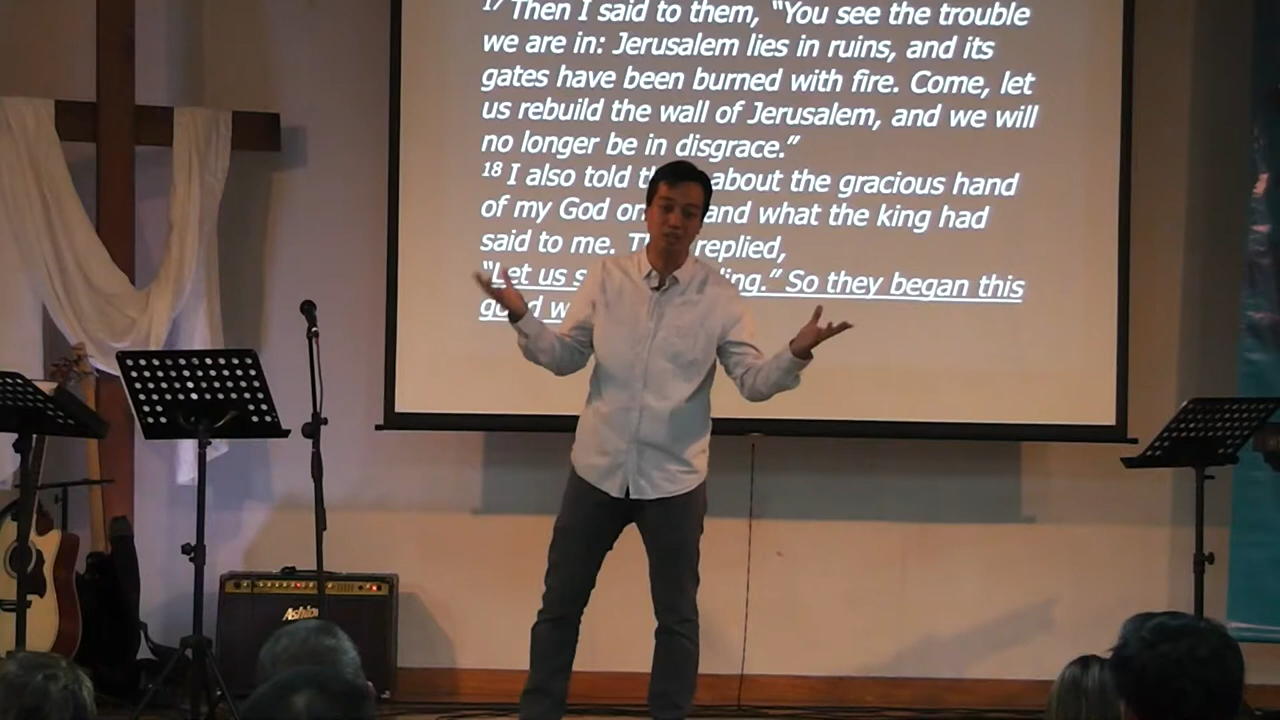 17 Then I said to them, “You see the trouble
we are in: Jerusalem lies in ruins, and its
gates have been burned with fire. Come, let
us rebuild the wall of Jerusalem, and we will
no longer be in disgrace.”
18 I also told about the gracious hand
of my God on and what the king had
said to me. replied,
“Let us So they began this
Ashton